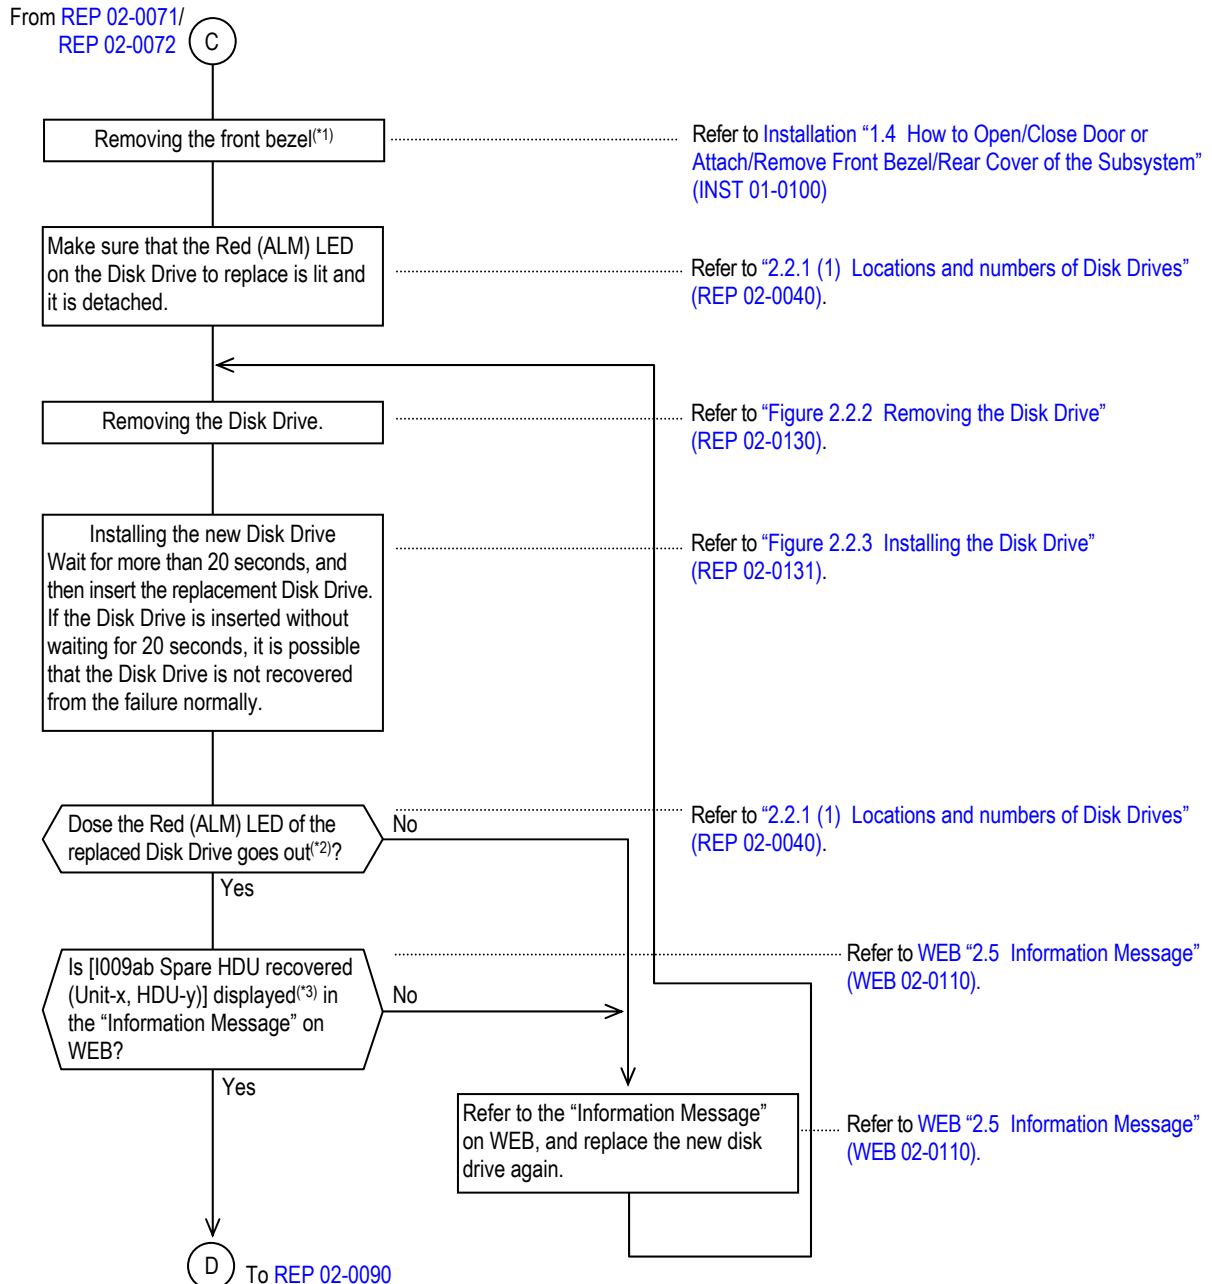 From REP 02-0071/
REP 02-0072
C
Removing the front bezel(*1)
Refer to Installation “1.4 How to Open/Close Door or
Attach/Remove Front Bezel/Rear Cover of the Subsystem”
(INST 01-0100)
Make sure that the Red (ALM) LED
on the Disk Drive to replace is lit and
it is detached.
Refer to “2.2.1 (1) Locations and numbers of Disk Drives”
(REP 02-0040).
Removing the Disk Drive.
Refer to “Figure 2.2.2 Removing the Disk Drive”
(REP 02-0130).
Installing the new Disk Drive
Wait for more than 20 seconds, and
then insert the replacement Disk Drive.
If the Disk Drive is inserted without
waiting for 20 seconds, it is possible
that the Disk Drive is not recovered
from the failure normally.
Refer to “Figure 2.2.3 Installing the Disk Drive”
(REP 02-0131).
Dose the Red (ALM) LED of the
replaced Disk Drive goes out(*2)?
No
Refer to “2.2.1 (1) Locations and numbers of Disk Drives”
(REP 02-0040).
Yes
Is [I009ab Spare HDU recovered
(Unit-x, HDU-y)] displayed(*3) in
the “Information Message” on
WEB?
No
Refer to WEB “2.5 Information Message”
(WEB 02-0110).
Yes
Refer to the “Information Message”
on WEB, and replace the new disk
drive again.
Refer to WEB “2.5 Information Message”
(WEB 02-0110).
D
To REP 02-0090